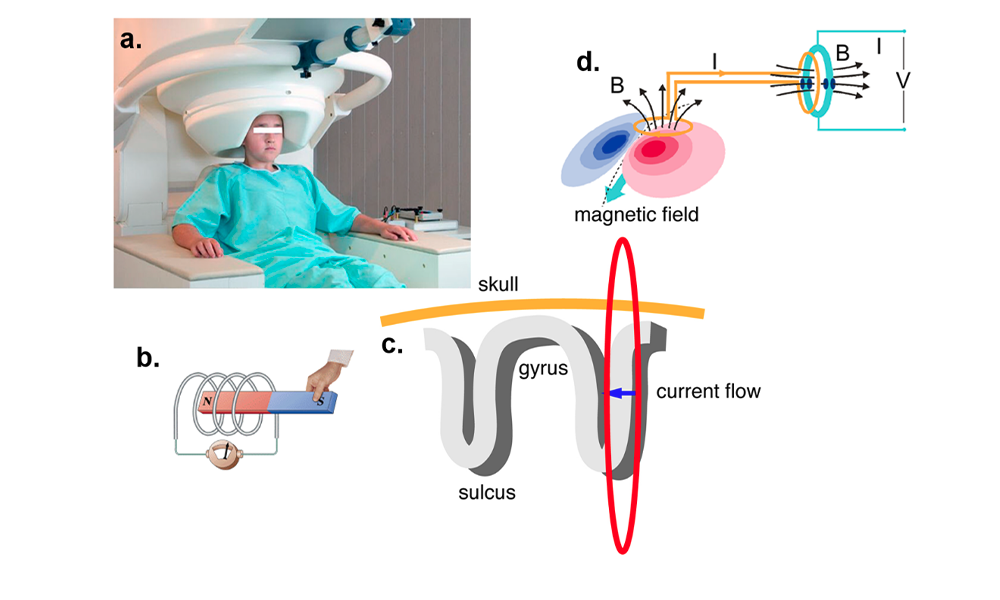 a.
d.
B
I
B
I
V
magnetic field
b.
N
S
c.
skull
gyrus
current flow
sulcus